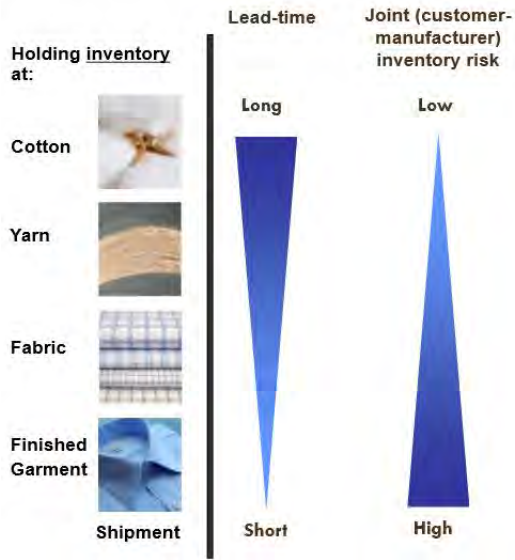 Lead-time
Joint (customer-
manufacturer)
inventory risk
Holding inventory
at:
Long
Low
Cotton
Yarn
Fabric
Finished
Garment
Shipment
Short
High